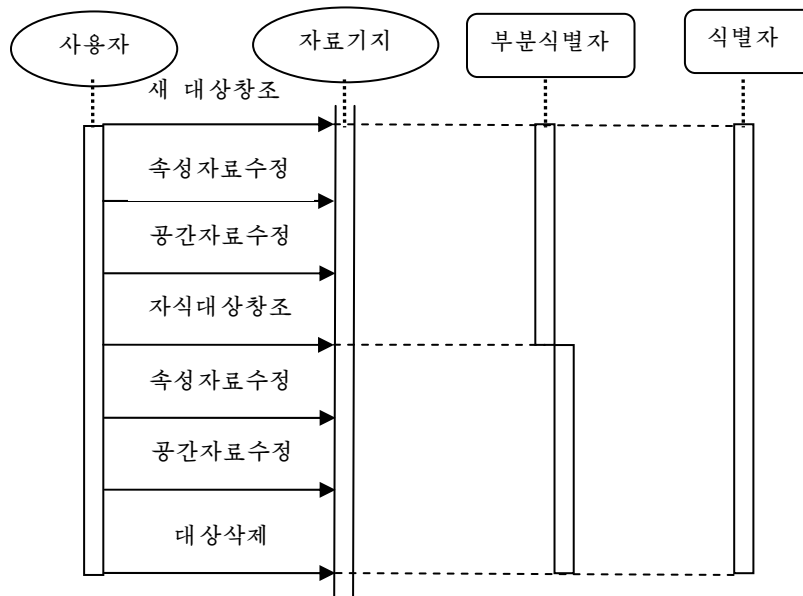 사용자
자료기지
부분식별자
식별자
새 대상창조
속성자료수정
공간자료수정
자식대상창조
속성자료수정
공간자료수정
대상삭제